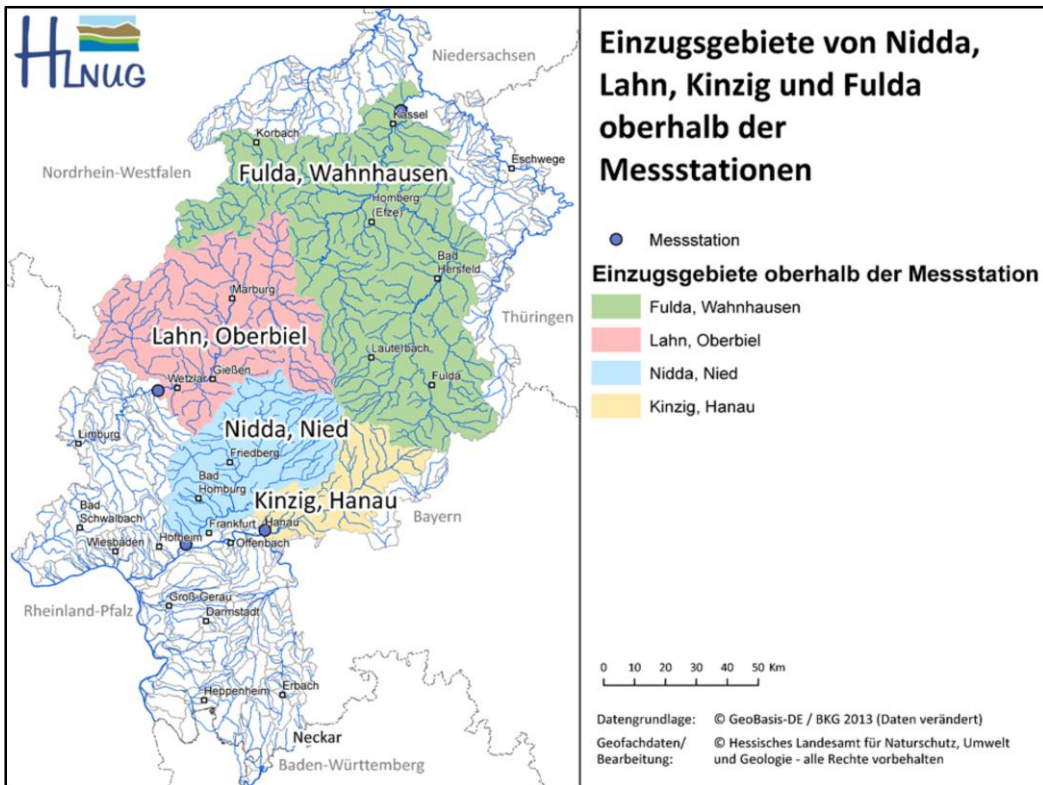 HLNUG
Niedersachsen
Kassel
Korbach
Eschwege
Nordrhein-Westfalen
Fulda, Wahnhausen
Homberg
(Efze)
Bad
Hersfeld
Marburg
Thüringen
Lahn, Oberbiel
Lauterbach
Gießen
Wetzlar
Fulda
Nidda, Nied
Limburg
Friedberg
Bad
Homburg
Kinzig, Hanau
Bayern
Bad
Schwalbach
Frankfurt
Hanau
Wiesbaden
Hofheim
Offenbach
Rheinland-Pfalz
Groß-Gerau
Darmstadt
Heppenheim
Erbach
Neckar
Baden-Württemberg
Einzugsgebiete von Nidda,
Lahn, Kinzig und Fulda
oberhalb der
Messstationen
Messstation
Einzugsgebiete oberhalb der Messstation
Fulda, Wahnhausen
Lahn, Oberbiel
Nidda, Nied
Kinzig, Hanau
0 10 20 30 40 50 Km
Datengrundlage: © GeoBasis-DE / BKG 2013 (Daten verändert)
Geofachdaten/ © Hessisches Landesamt für Naturschutz, Umwelt
Bearbeitung: und Geologie - alle Rechte vorbehalten